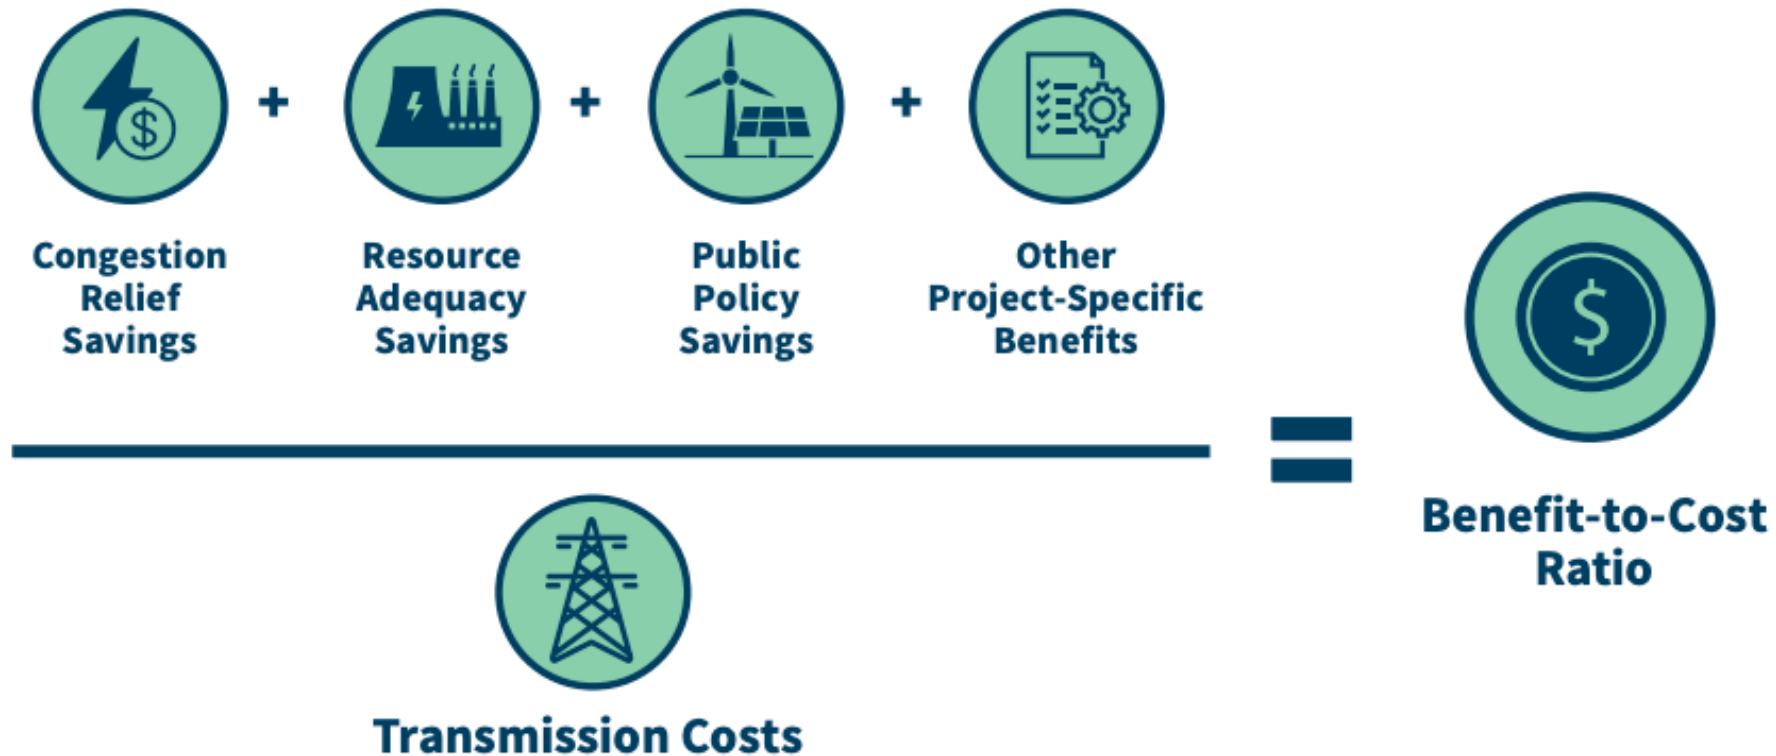 $
+
+
+
Congestion
Relief
Savings
Resource
Adequacy
Savings
Public
Policy
Savings
Other
Project-Specific
Benefits
=
$
Benefit-to-Cost
Ratio
Transmission Costs